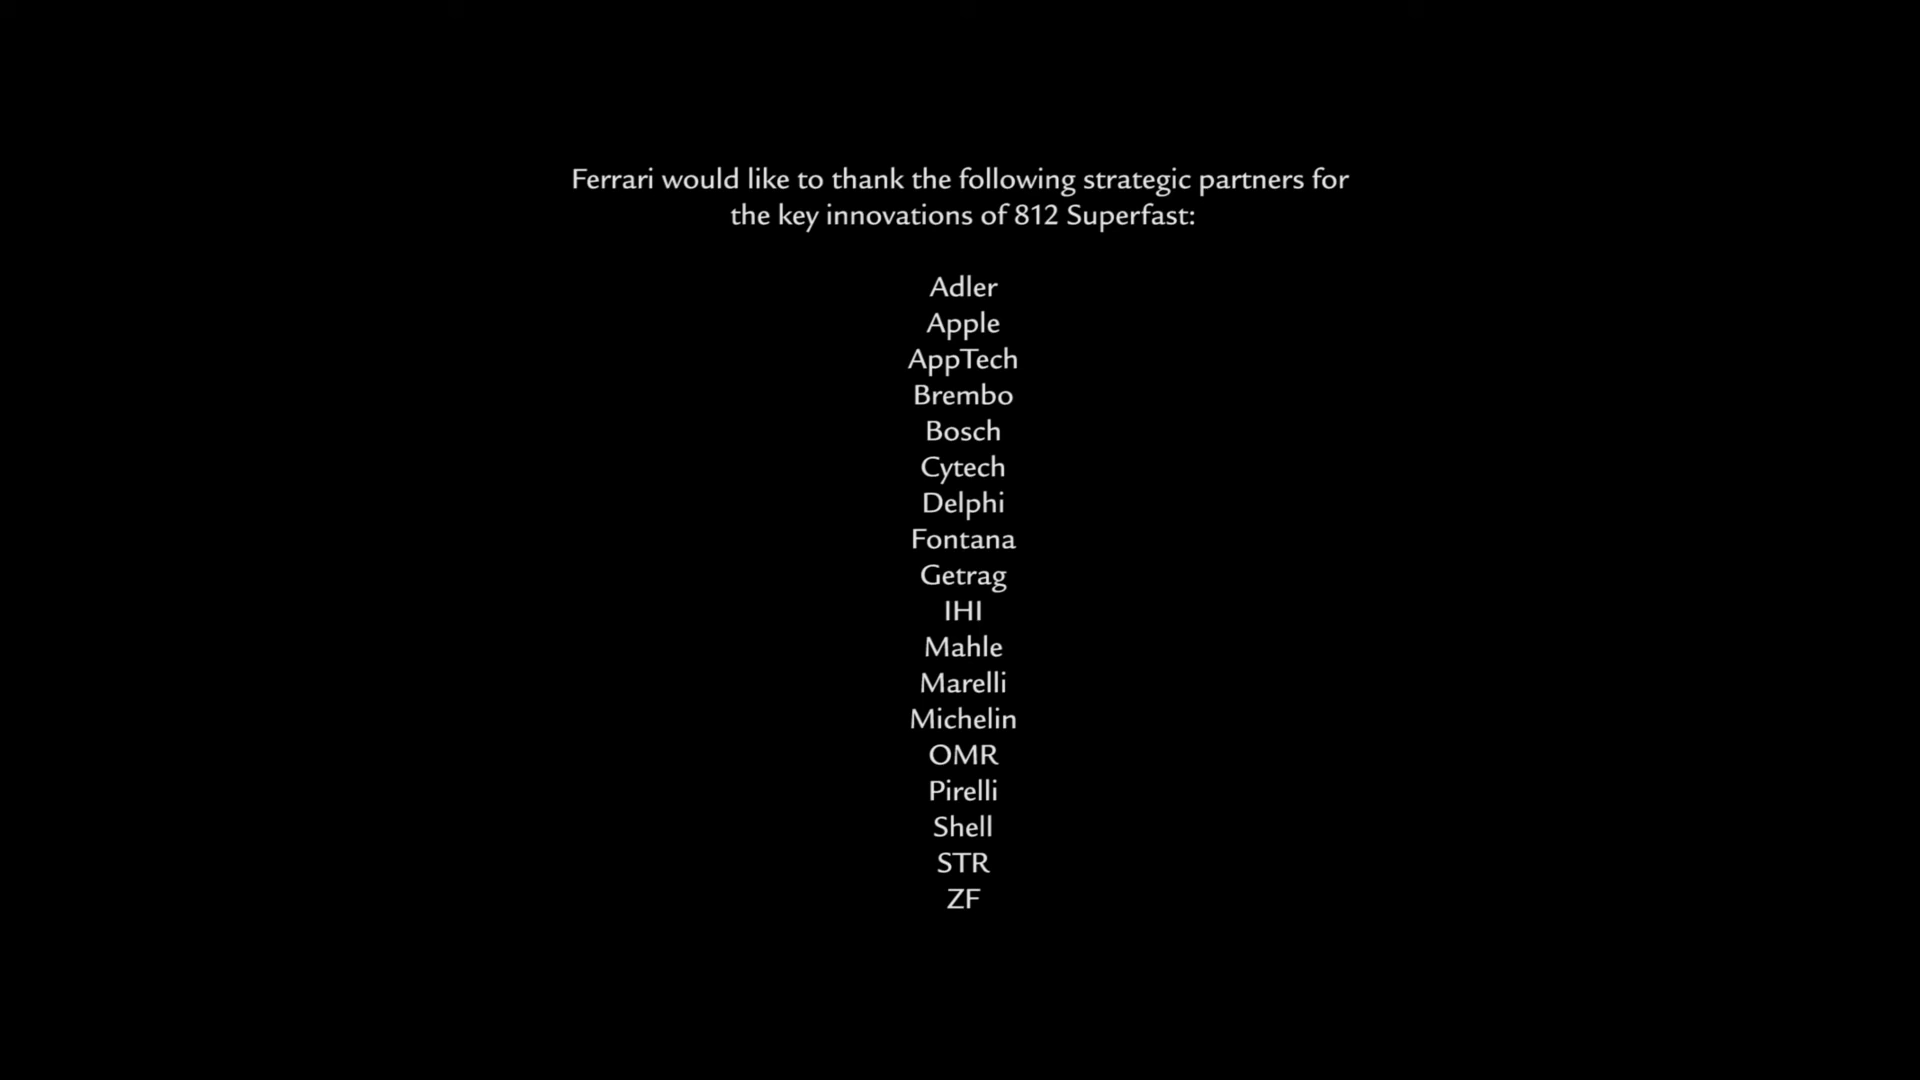 Ferrari would like to thank the following strategic partners for
the key innovations of 812 Superfast:
Adler
Apple
AppTech
Brembo
Bosch
Cytech
Delphi
Fontana
Getrag
IHI
Mahle
Marelli
Michelin
OMR
Pirelli
Shell
STR
ZF